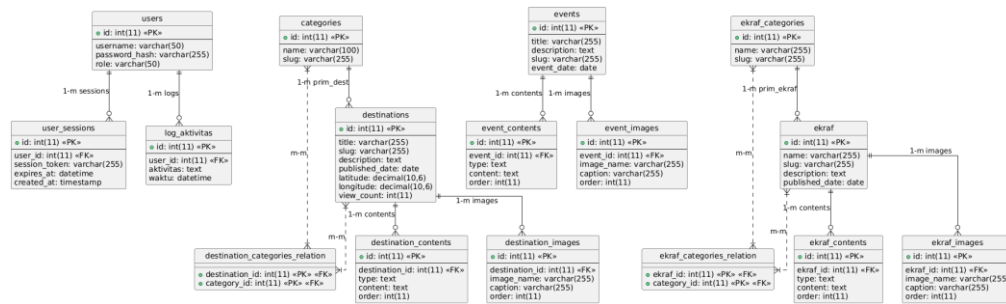 users
id: int(11) «PK»
username: varchar(50)
password_hash: varchar(255)
role: varchar(50)
categories
id: int(11) «PK»
name: varchar(100)
slug: varchar(255)
events
id: int(11) «PK»
title: varchar(255)
description: text
slug: varchar(255)
event_date: date
ekraf_categories
id: int(11) «PK»
name: varchar(255)
slug: varchar(255)
1-m sessions
1-m logs
1-m prim_dest
1-m contents
1-m images
1-m prim_ekraf
user_sessions
id: int(11) «PK»
user_id: int(11) «FK»
session_token: varchar(255)
expires_at: datetime
created_at: timestamp
log_aktivitas
id: int(11) «PK»
user_id: int(11) «FK»
aktivitas: text
waktu: datetime
m-m
destinations
id: int(11) «PK»
title: varchar(255)
slug: varchar(255)
description: text
published_date: date
latitude: decimal(10,6)
longitude: decimal(10,6)
view_count: int(11)
event_contents
id: int(11) «PK»
event_id: int(11) «FK»
type: text
content: text
order: int(11)
event_images
id: int(11) «PK»
event_id: int(11) «FK»
image_name: varchar(255)
caption: varchar(255)
order: int(11)
m-m
ekraf
id: int(11) «PK»
name: varchar(255)
slug: varchar(255)
description: text
published_date: date
1-m images
m-m
1-m contents
1-m images
m-m
1-m contents
destination_categories_relation
destination_id: int(11) «PK» «FK»
category_id: int(11) «PK» «FK»
destination_contents
id: int(11) «PK»
destination_id: int(11) «FK»
type: text
content: text
order: int(11)
destination_images
id: int(11) «PK»
destination_id: int(11) «FK»
image_name: varchar(255)
caption: varchar(255)
order: int(11)
ekraf_categories_relation
ekraf_id: int(11) «PK» «FK»
category_id: int(11) «PK» «FK»
ekraf_contents
id: int(11) «PK»
ekraf_id: int(11) «FK»
type: text
content: text
order: int(11)
ekraf_images
id: int(11) «PK»
ekraf_id: int(11) «FK»
image_name: varchar(255)
caption: varchar(255)
order: int(11)